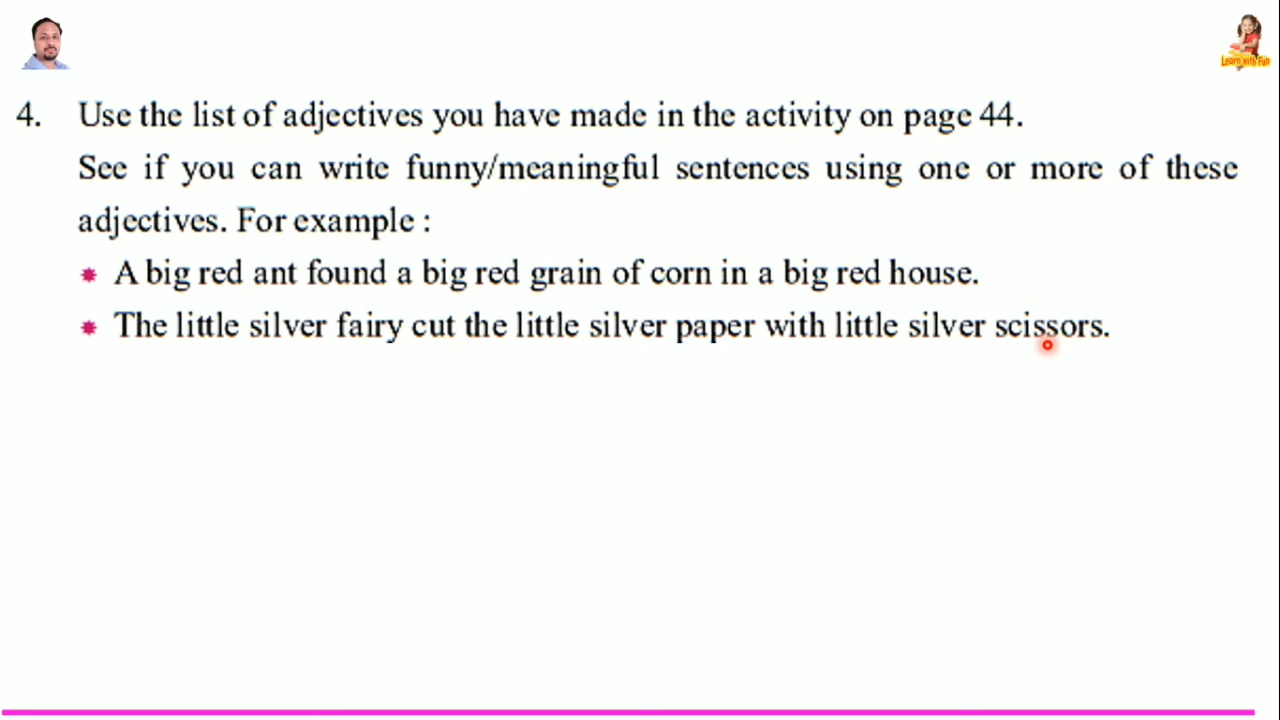 Learn with Fun
4. Use the list of adjectives you have made in the activity on page 44.
See if you can write funny/meaningful sentences using one or more of these
adjectives. For example :
✸ A big red ant found a big red grain of corn in a big red house.
✸ The little silver fairy cut the little silver paper with little silver scissors.